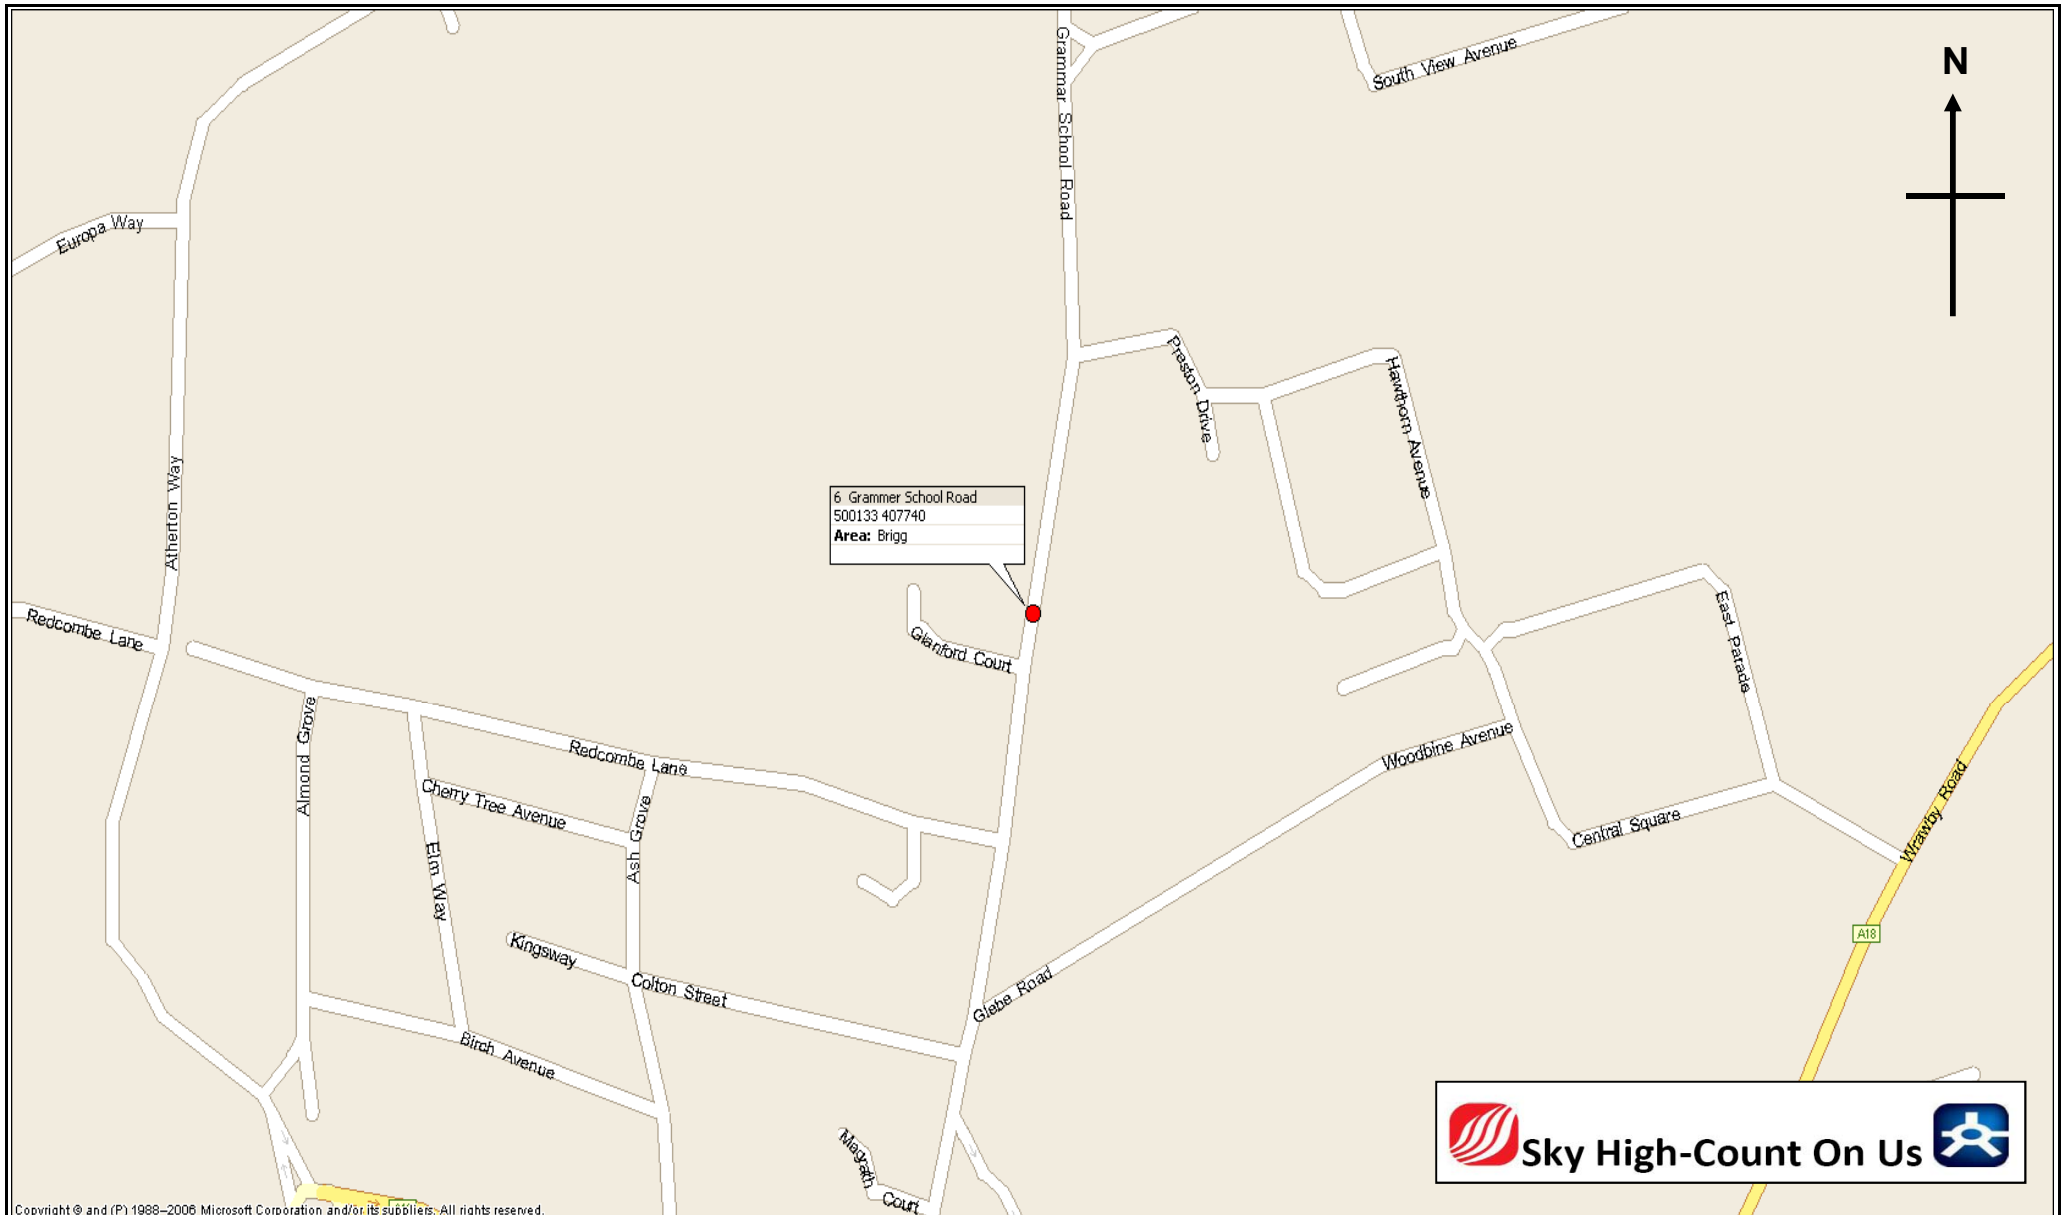 Grammar School Road
South View Avenue
N
Europa Way
Preston Drive
Hawthorn Avenue
Atherton Way
6 Grammer School Road
500133 407740
Area: Brigg
Redcombe Lane
Glanford Court
East Parade
Almond Grove
Redcombe Lane
Woodbine Avenue
Cherry Tree Avenue
Ash Grove
Central Square
Wrawby Road
Elm Way
A18
Kingsway
Colton Street
Glebe Road
Birch Avenue
Magrath Court
Sky High-Count On Us
Copyright © and (P) 1988–2006 Microsoft Corporation and/or its suppliers. All rights reserved.